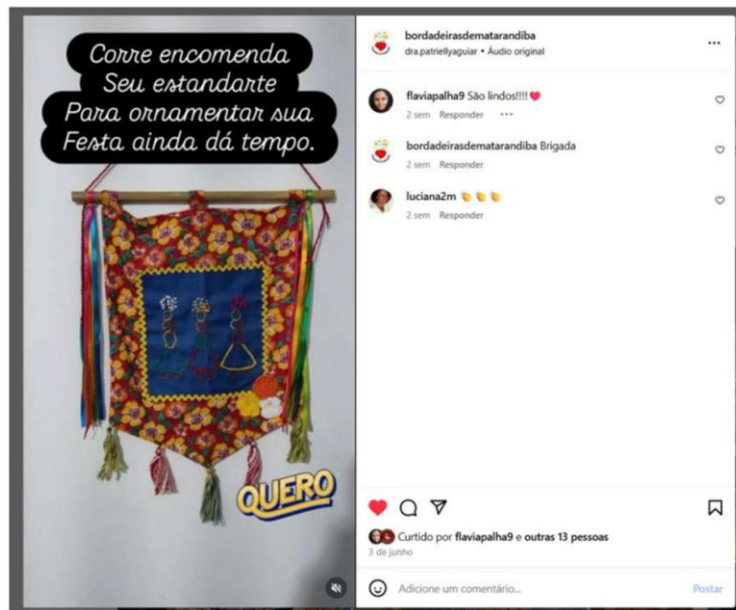 Corre encomenda
Seu estandarte
Para ornamentar sua
Festa ainda dá tempo.
QUERO
bordadeirasdematarandiba
dra.patriellyaguiar • Áudio original
flaviapalha9 São lindos!!!!
2 sem Responder
bordadeirasdematarandiba Brigada
2 sem Responder
luciana2m
2 sem Responder
Curtido por flaviapalha9 e outras 13 pessoas
3 de junho
Adicione um comentário...
Postar